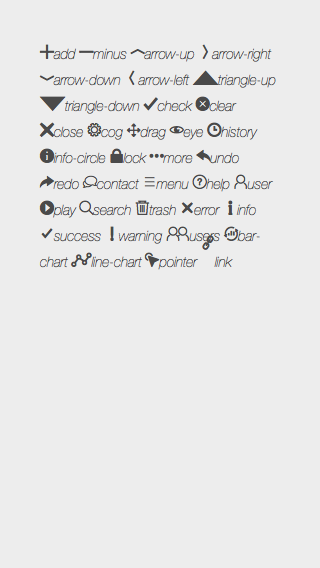 add minus arrow-up arrow-right
arrow-down arrow-left triangle-up
triangle-down check clear
close cog drag eye history
info-circle lock more undo
redo contact menu help user
play search trash error info
success warning users bar-
chart line-chart pointer link